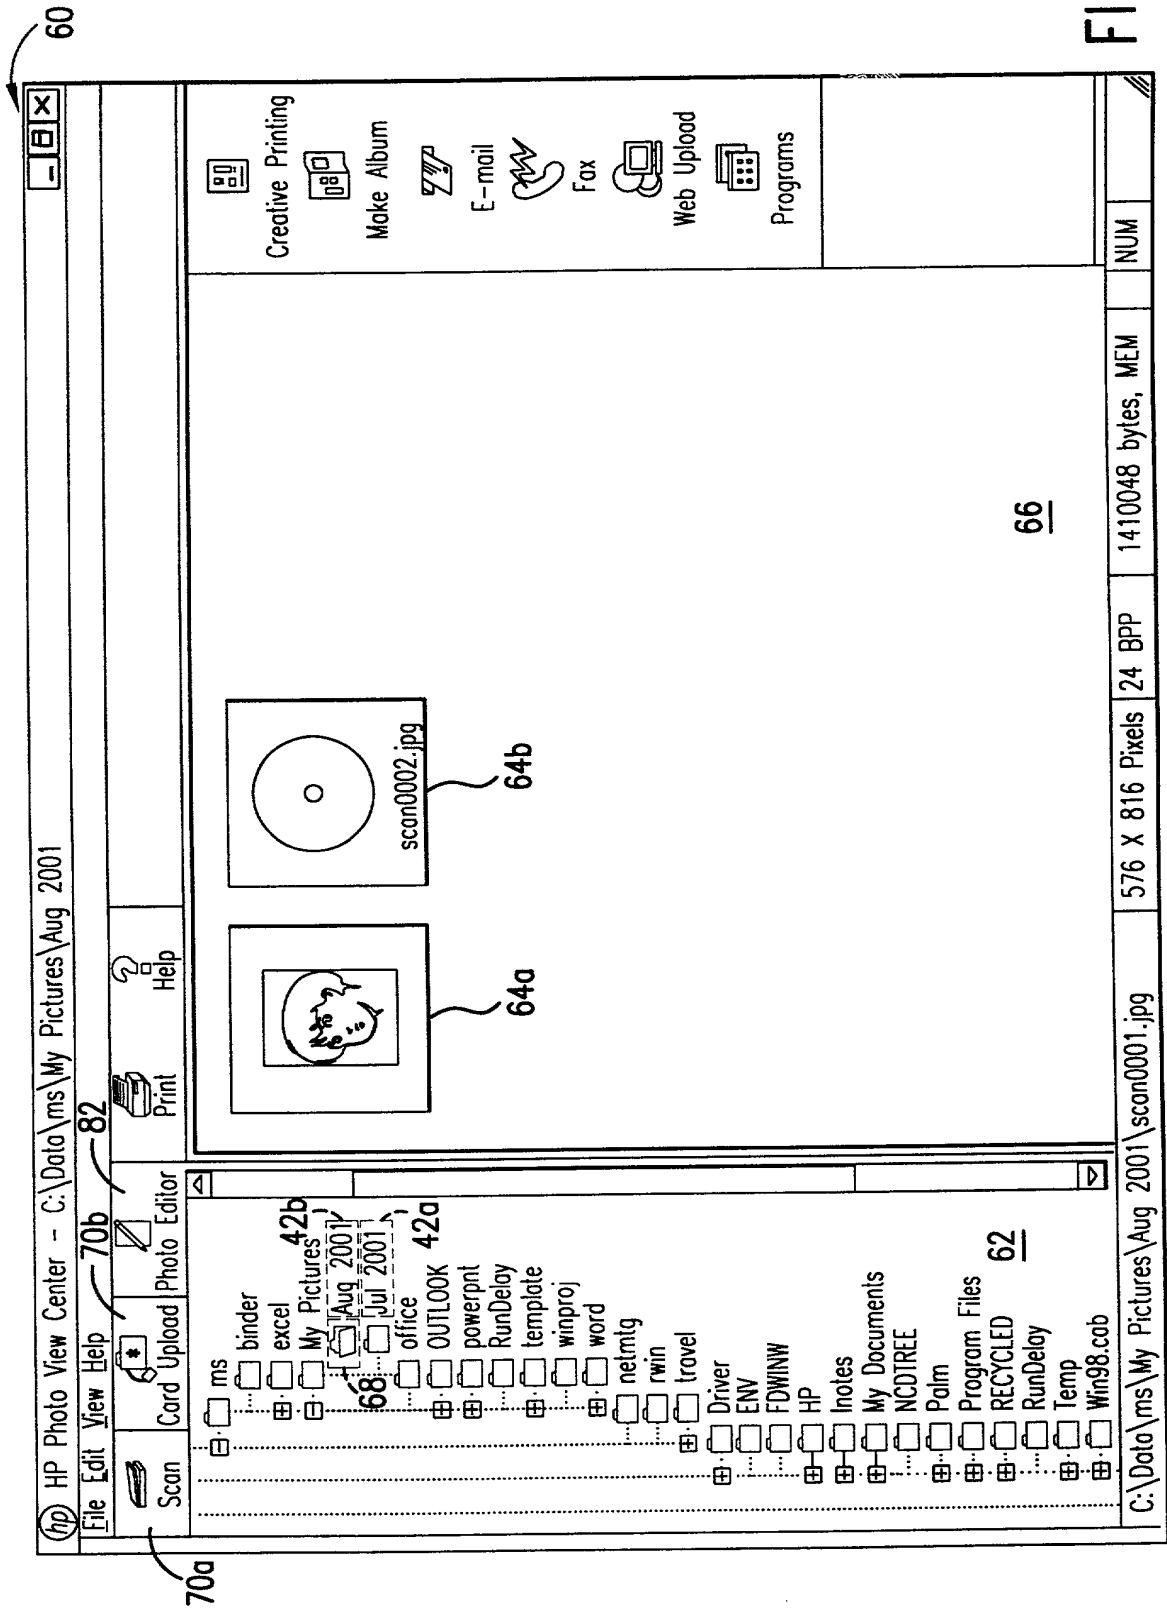 60
hp HP Photo View Center - C:\Data\ms\My Pictures\Aug 2001
File Edit View Help
70b
82
70a
Scan
Card Upload
Photo Editor
Print
Help
ms
binder
excel
My Pictures
42b
68
Aug 2001
Jul 2001
42a
office
OUTLOOK
powerpnt
RunDelay
template
winproj
word
netmtg
rwin
travel
Driver
ENV
FDWINW
HP
Inotes
My Documents
NCDTREE
Palm
Program Files
RECYCLED
RunDelay
Temp
Win98.cab
62
64a
scan0002.jpg
64b
66
Creative Printing
Make Album
E-mail
Fax
Web Upload
Programs
C:\Data\ms\My Pictures\Aug 2001\scan0001.jpg
576 X 816 Pixels
24 BPP
1410048 bytes, MEM
NUM